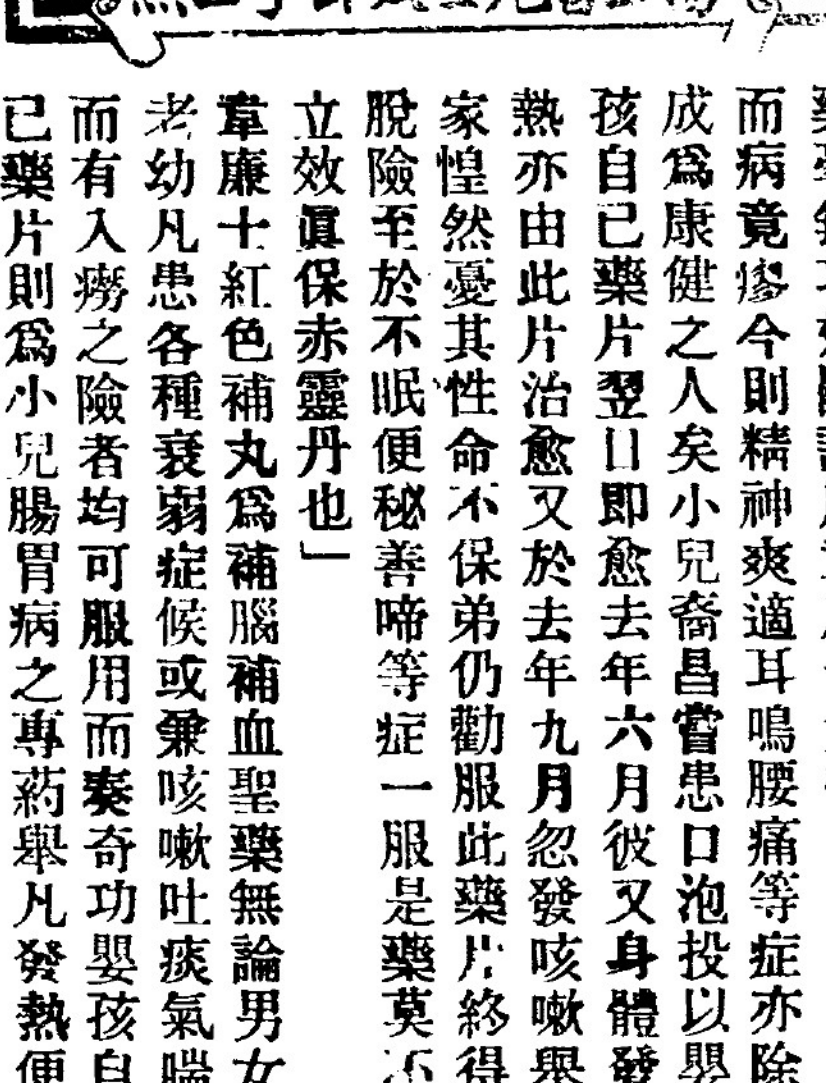 而病竟瘳今則精神爽適耳鳴腰痛等症亦除
成爲康健之人矣小兒裔昌嘗患口泡投以嬰
孩自已藥片翌日即愈去年六月彼又身體發
熱亦由此片治愈又於去年九月忽發咳嗽舉
家惶然憂其性命不保弟仍勸服此藥片終得
脫險至於不眠便秘善啼等症一服是藥莫不
立效眞保赤靈丹也」
韋廉士紅色補丸爲補腦補血聖藥無論男女
老幼凡患各種衰弱症候或兼咳嗽吐痰氣喘
而有入癆之險者均可服用而奏奇功嬰孩自
已藥片則爲小兒腸胃病之專葯舉凡發熱便